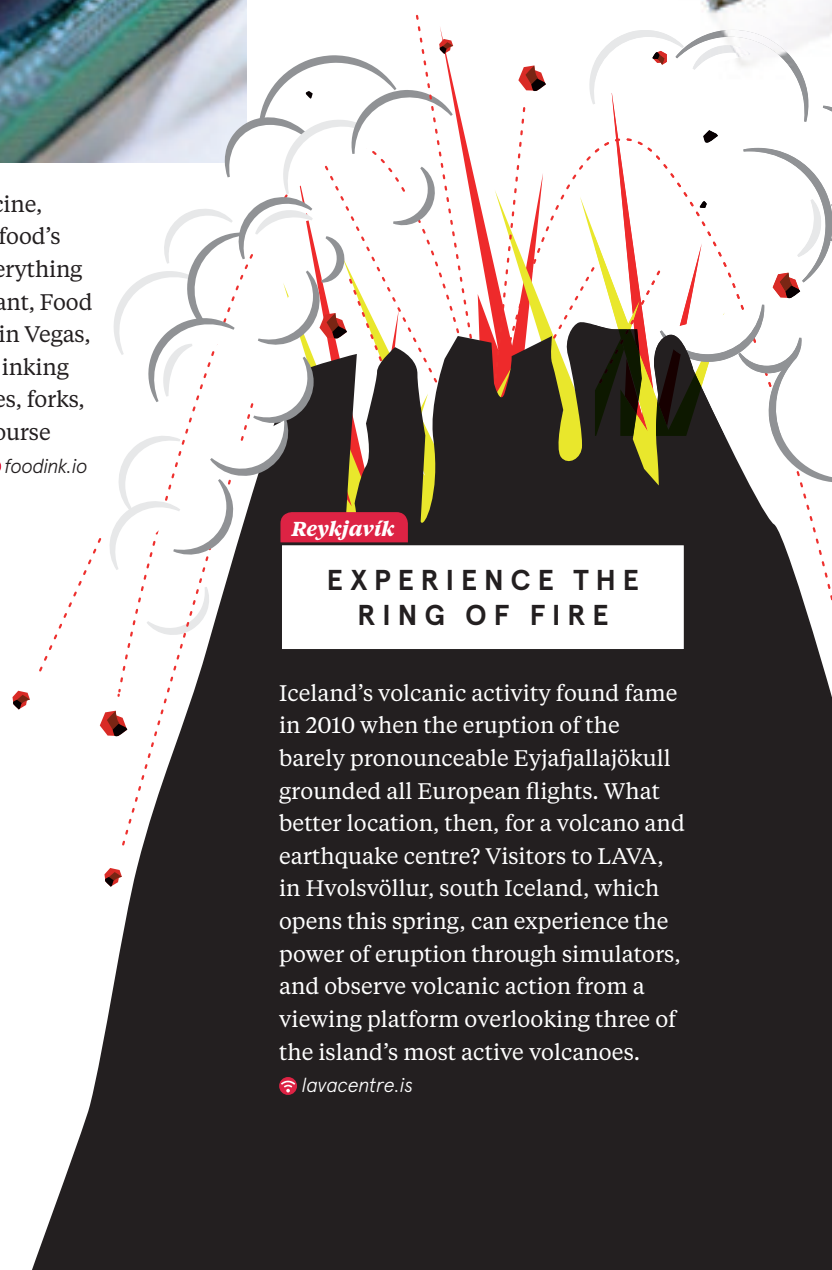 cine,
food's
erything
ant, Food
in Vegas,
inking
es, forks,
ourse
foodink.io
Reykjavík
EXPERIENCE THE
RING OF FIRE
Iceland's volcanic activity found fame
in 2010 when the eruption of the
barely pronounceable Eyjafjallajökull
grounded all European flights. What
better location, then, for a volcano and
earthquake centre? Visitors to LAVA,
in Hvolsvöllur, south Iceland, which
opens this spring, can experience the
power of eruption through simulators,
and observe volcanic action from a
viewing platform overlooking three of
the island's most active volcanoes.
lavacentre.is